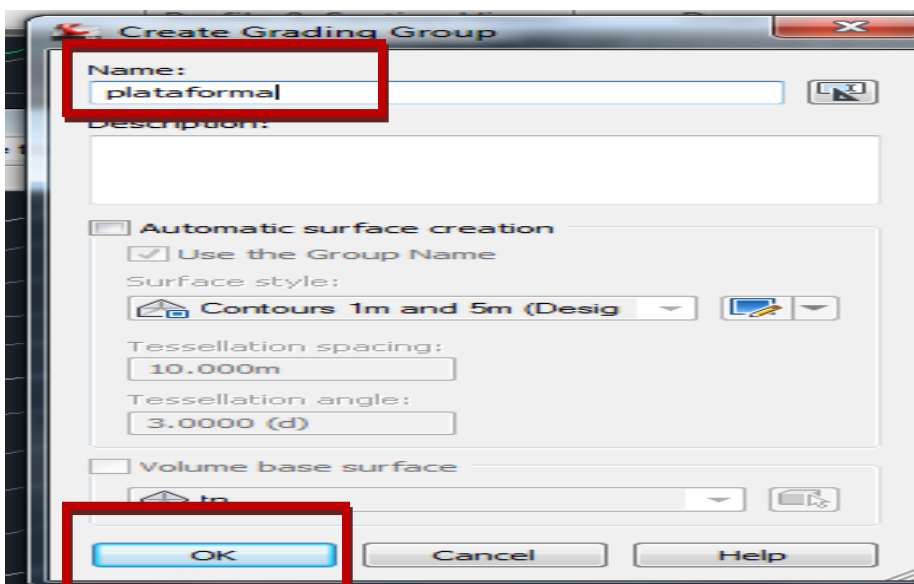 Create Grading Group
Name:
plataforma
Description:
Automatic surface creation
Use the Group Name
Surface style:
Contours 1m and 5m (Desig
Tessellation spacing:
10.000m
Tessellation angle:
3.0000 (d)
Volume base surface
OK Cancel Help